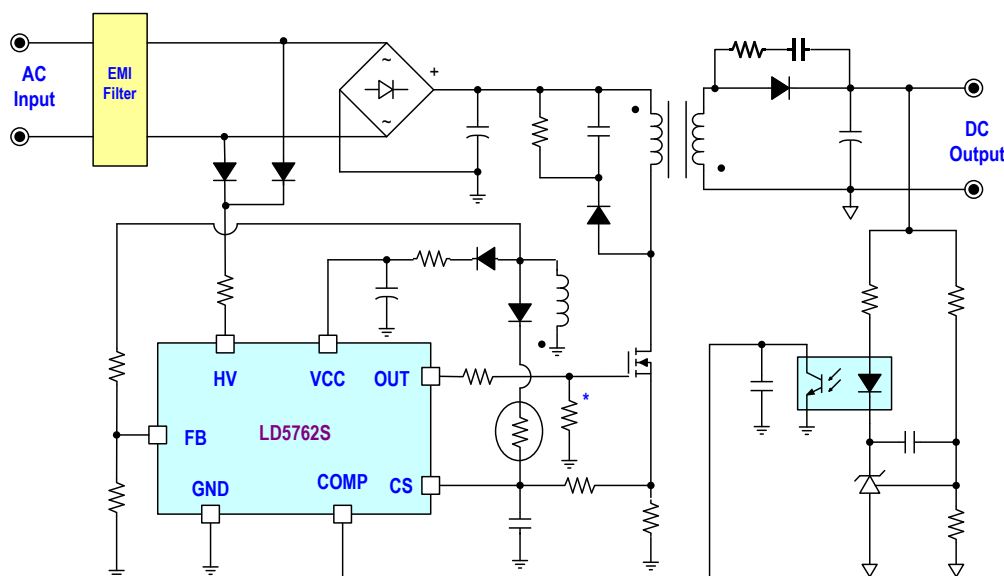 AC
Input
EMI
Filter
~
+
~
DC
Output
HV
VCC
OUT
*
FB
LD5762S
GND
COMP
CS